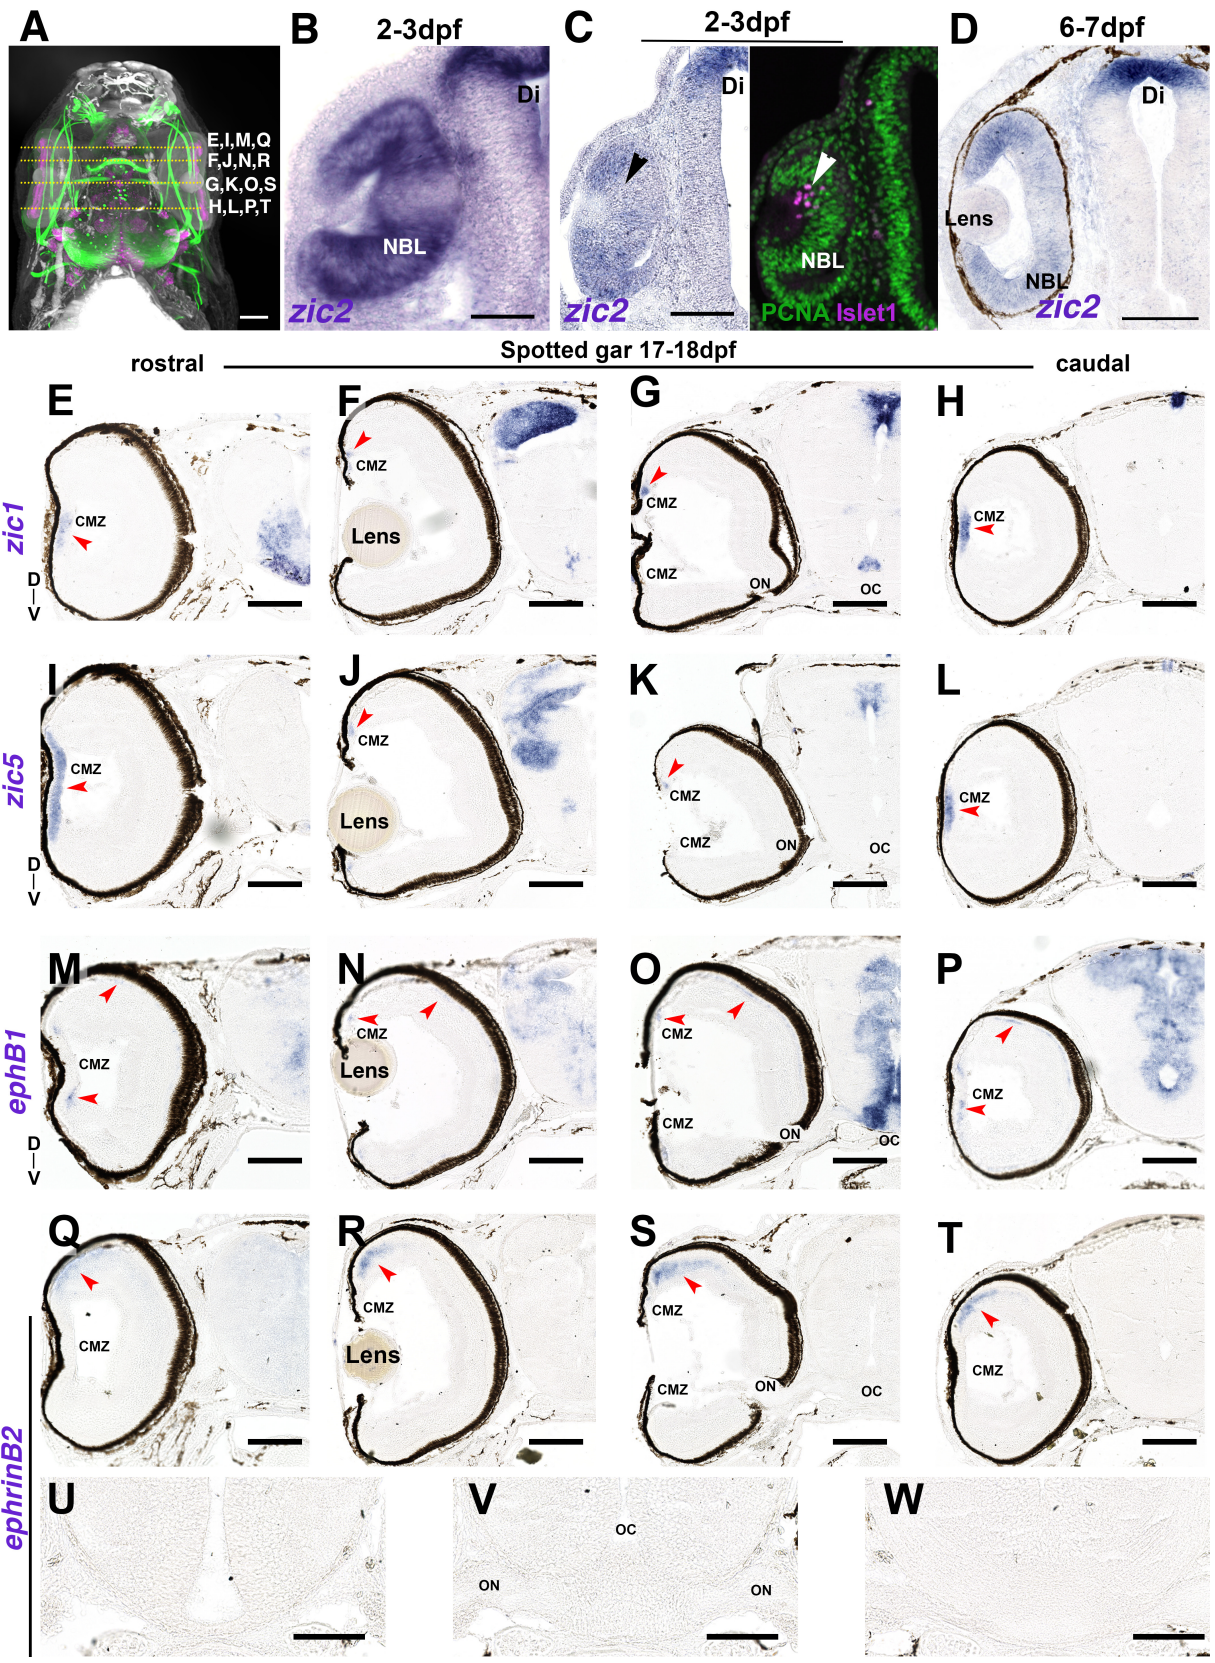 A
E,I,M,Q
F,J,N,R
G,K,O,S
H,L,P,T
B
2-3dpf
Di
NBL
zic2
C
2-3dpf
Di
zic2
NBL
PCNA Islet1
D
6-7dpf
Di
Lens
NBL
zic2
Spotted gar 17-18dpf
rostral
caudal
zic1
D
V
E
CMZ
F
CMZ
Lens
G
CMZ
CMZ
ON
OC
H
CMZ
zic5
D
V
I
CMZ
J
CMZ
Lens
K
CMZ
CMZ
ON
OC
L
CMZ
ephB1
D
V
M
CMZ
N
CMZ
Lens
O
CMZ
CMZ
ON
OC
P
CMZ
ephrinB2
Q
CMZ
R
CMZ
Lens
S
CMZ
CMZ
ON
OC
T
CMZ
U
V
OC
ON
ON
W